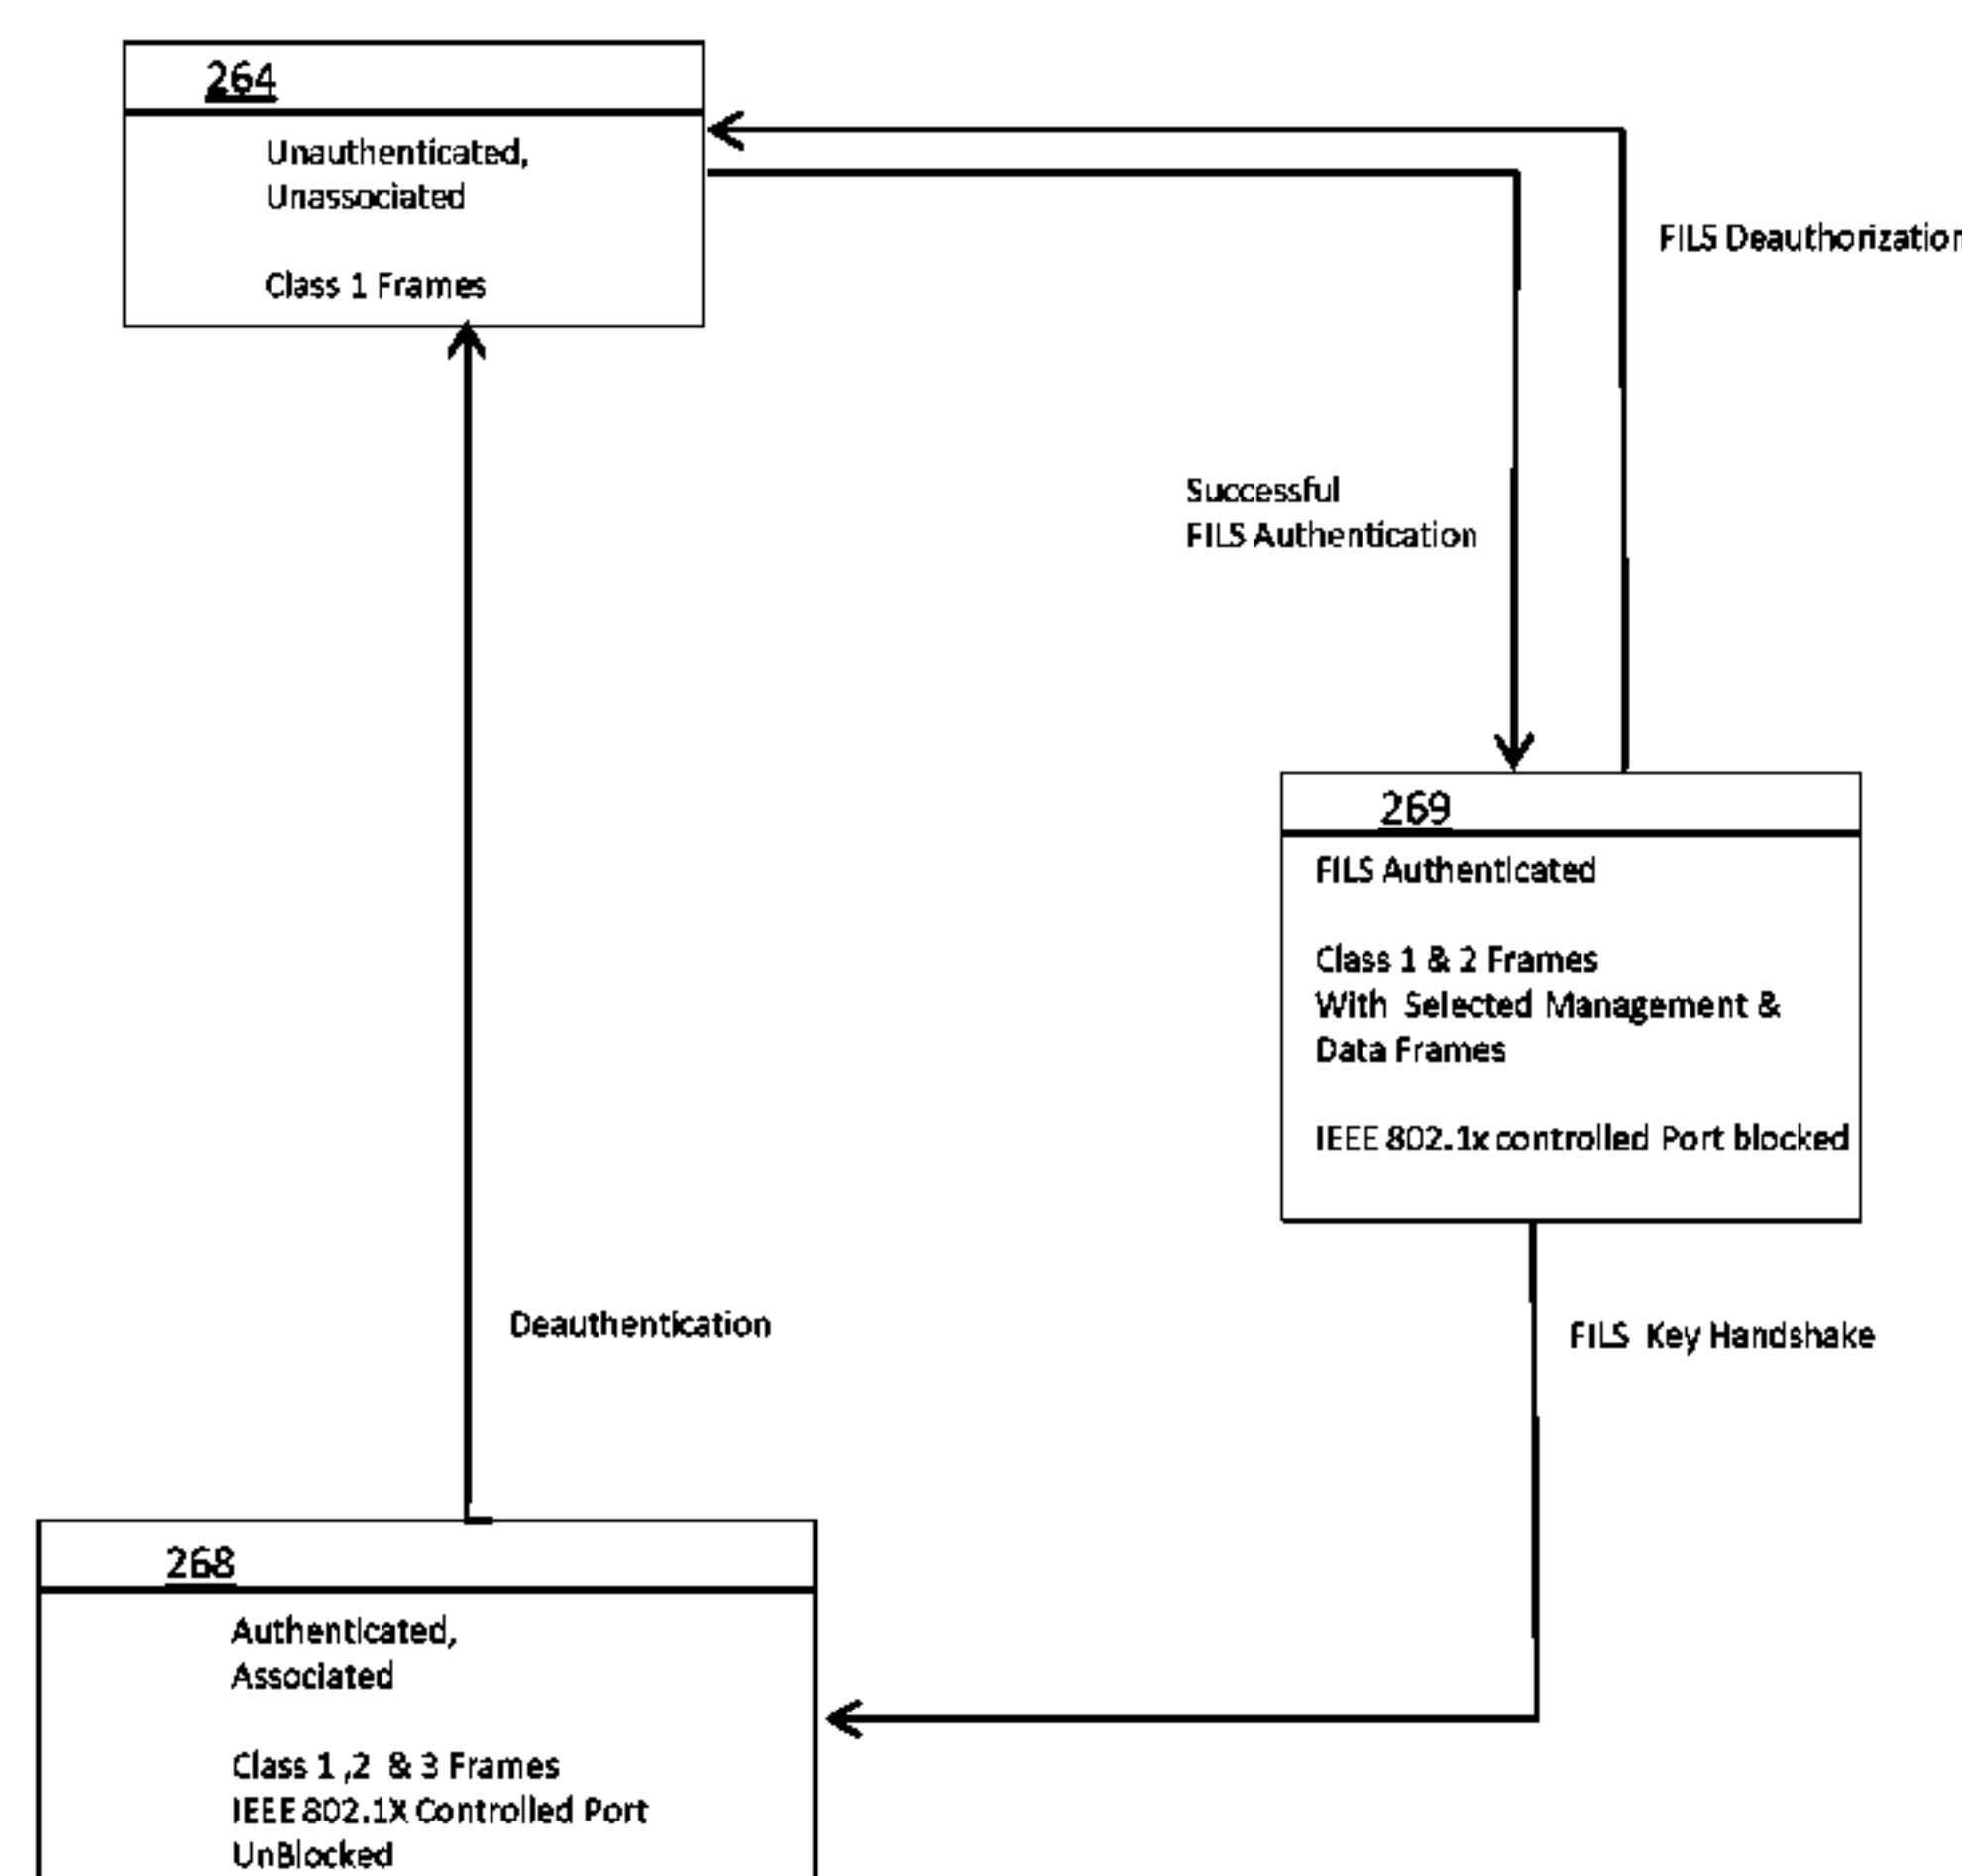 264
Unauthenticated,
Unassociated
Class 1 Frames
FILS Deauthorization
Successful
FILS Authentication
269
FILS Authenticated
Class 1 & 2 Frames
With Selected Management &
Data Frames
IEEE 802.1x controlled Port blocked
Deauthentication
FILS Key Handshake
268
Authenticated,
Associated
Class 1 ,2 & 3 Frames
IEEE 802.1X Controlled Port
UnBlocked